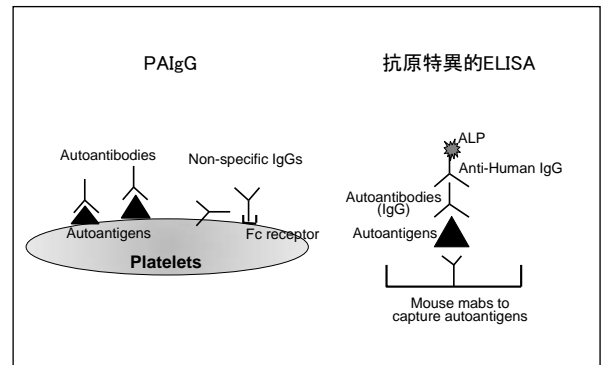 PAIgG
Autoantibodies
Non-specific IgGs
Autoantigens
Fc receptor
Platelets
抗原特異的ELISA
ALP
Anti-Human IgG
Autoantibodies
(IgG)
Autoantigens
Mouse mabs to
capture autoantigens